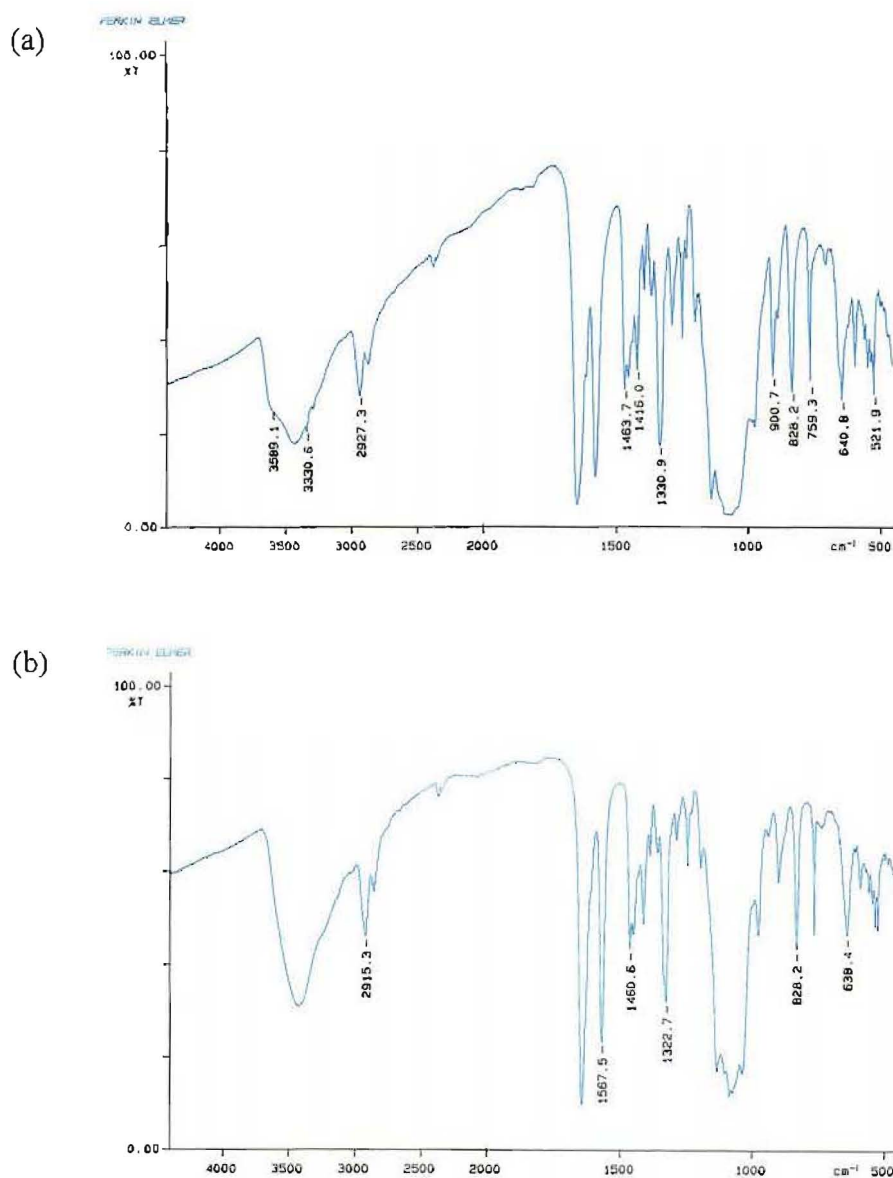 PERKIN ELMER
(a)
100.00
%T
3589.1
3330.6
2927.3
1463.7
1416.0
1330.9
900.7
828.2
759.3
640.8
521.9
0.00
4000 3500 3000 2500 2000 1500 1000 cm⁻¹ 500
PERKIN ELMER
(b)
100.00
%T
2915.3
1567.5
1460.6
1322.7
828.2
638.4
0.00
4000 3500 3000 2500 2000 1500 1000 cm⁻¹ 500